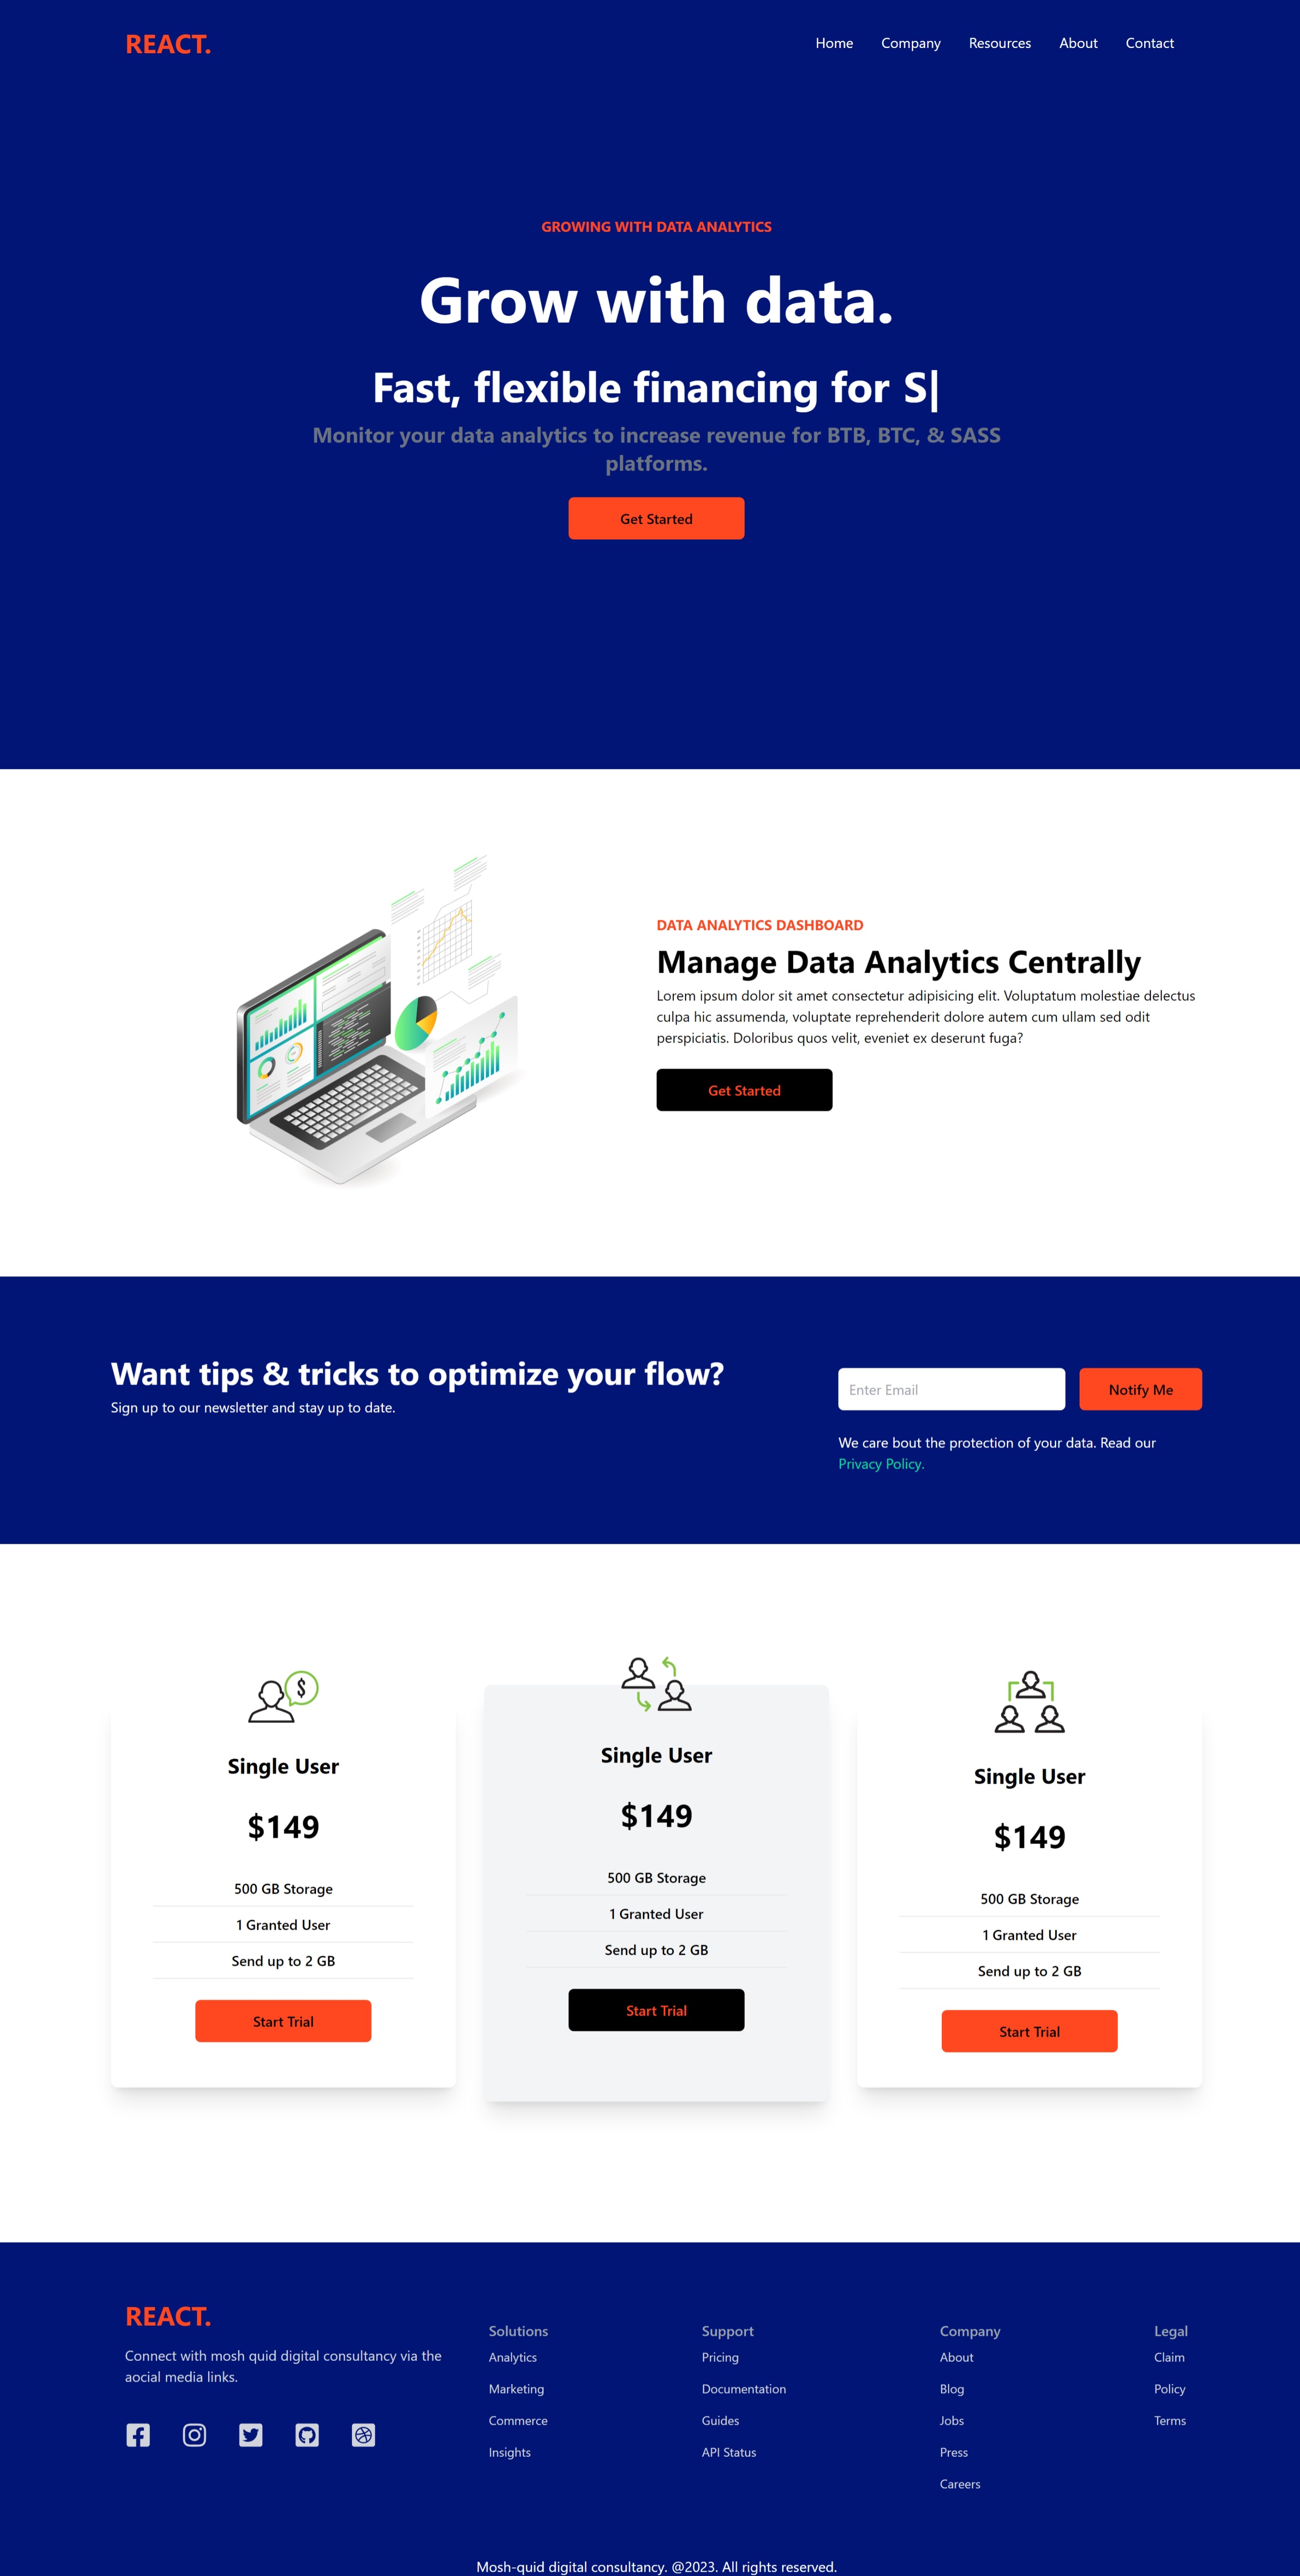 REACT.
Home Company Resources About Contact
GROWING WITH DATA ANALYTICS
Grow with data.
Fast, flexible financing for S|
Monitor your data analytics to increase revenue for BTB, BTC, & SASS
platforms.
Get Started
DATA ANALYTICS DASHBOARD
Manage Data Analytics Centrally
Lorem ipsum dolor sit amet consectetur adipisicing elit. Voluptatum molestiae delectus
culpa hic assumenda, voluptate reprehenderit dolore autem cum ullam sed odit
perspiciatis. Doloribus quos velit, eveniet ex deserunt fuga?
Get Started
Want tips & tricks to optimize your flow?
Sign up to our newsletter and stay up to date.
Enter Email
Notify Me
We care bout the protection of your data. Read our
Privacy Policy.
$
Single User
$149
500 GB Storage
1 Granted User
Send up to 2 GB
Start Trial
Single User
$149
500 GB Storage
1 Granted User
Send up to 2 GB
Start Trial
Single User
$149
500 GB Storage
1 Granted User
Send up to 2 GB
Start Trial
REACT.
Connect with mosh quid digital consultancy via the
aocial media links.
Solutions
Analytics
Marketing
Commerce
Insights
Support
Pricing
Documentation
Guides
API Status
Company
About
Blog
Jobs
Press
Careers
Legal
Claim
Policy
Terms
Mosh-quid digital consultancy. @2023. All rights reserved.